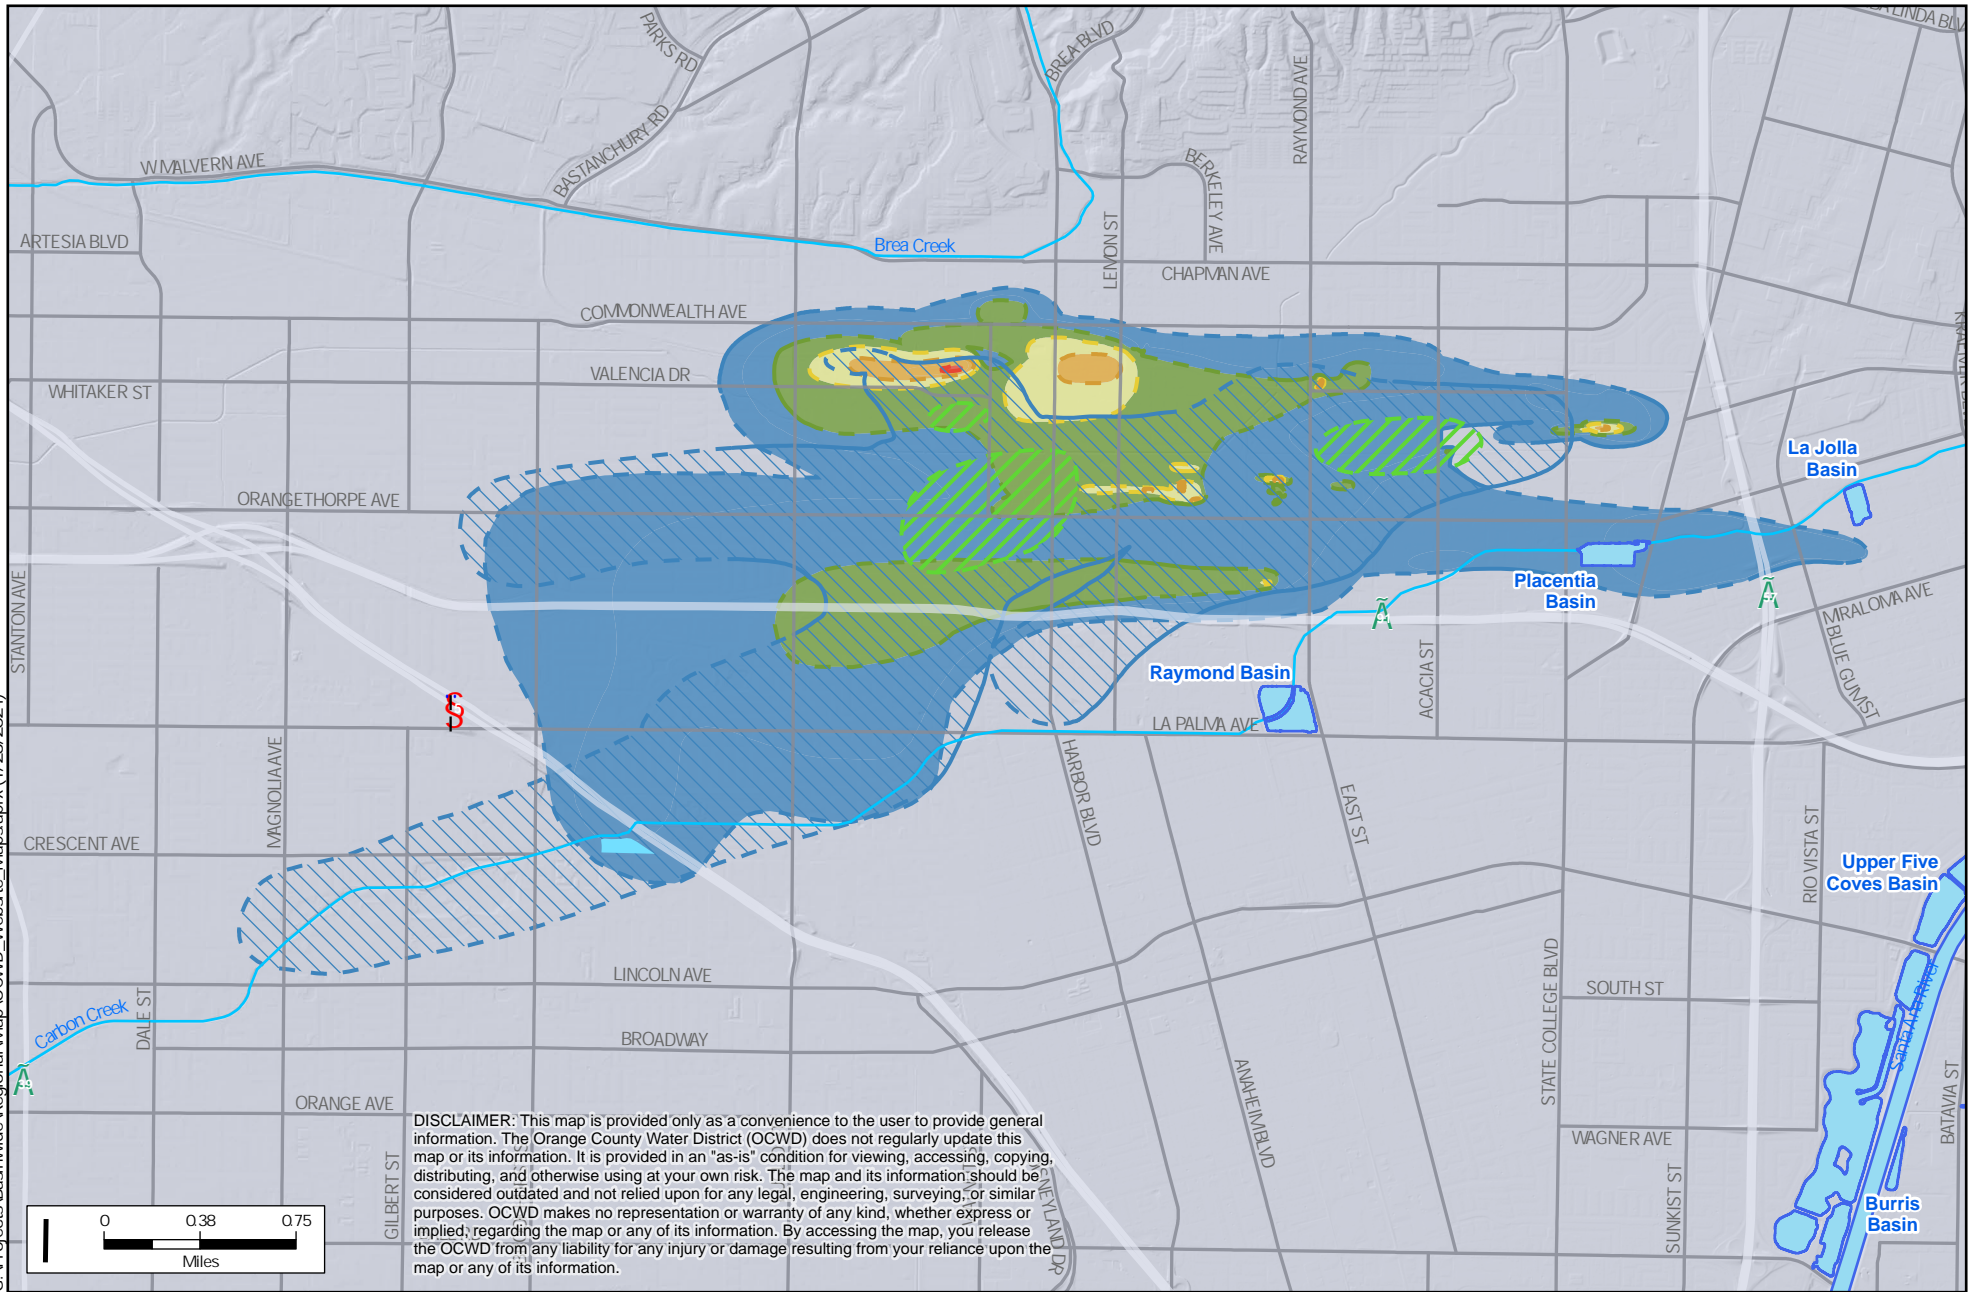 PARKS RD
BREA BLVD
RAYMOND AVE
LINDA BLV
W MALVERN AVE
BASTANCHURY RD
BERKELEY AVE
ARTESIA BLVD
Brea Creek
LEMON ST
CHAPMAN AVE
COMMONWEALTH AVE
VALENCIA DR
WHITAKER ST
La Jolla
Basin
ORANGETHORPE AVE
STANTON AVE
Placentia
Basin
57
91
MIRALOMA AVE
BLUE GUM ST
ACACIA ST
Raymond Basin
LA PALMA AVE
MAGNOLIA AVE
HARBOR BLVD
EAST ST
CRESCENT AVE
RIO VISTA ST
Upper Five
Coves Basin
LINCOLN AVE
STATE COLLEGE BLVD
SOUTH ST
Santa Ana River
Carbon Creek
DALE ST
BROADWAY
39
ANAHEIM BLVD
BATAVIA ST
ORANGE AVE
WAGNER AVE
GILBERT ST
SUNKIST ST
Burris
Basin
DISCLAIMER: This map is provided only as a convenience to the user to provide general
information. The Orange County Water District (OCWD) does not regularly update this
map or its information. It is provided in an "as-is" condition for viewing, accessing, copying,
distributing, and otherwise using at your own risk. The map and its information should be
considered outdated and not relied upon for any legal, engineering, surveying, or similar
purposes. OCWD makes no representation or warranty of any kind, whether express or
implied, regarding the map or any of its information. By accessing the map, you release
the OCWD from any liability for any injury or damage resulting from your reliance upon the
map or any of its information.
0 0.38 0.75
Miles